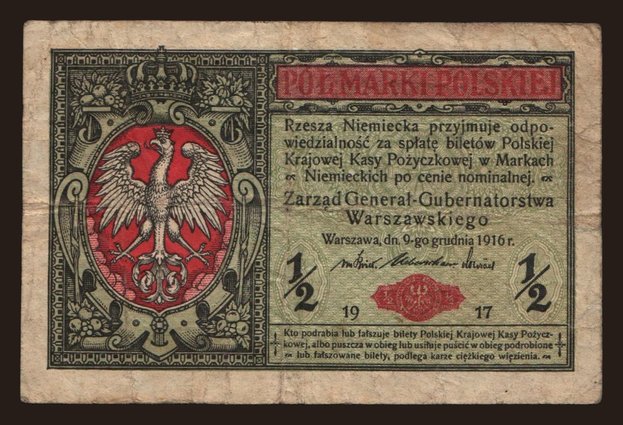 PÓŁ MARKI POLSKIEJ
Rzesza Niemiecka przyjmuje odpo-
wiedzialność za spłatę biletów Polskiej
Krajowej Kasy Pożyczkowej w Markach
Niemieckich po cenie nominalnej.
Zarząd Generał-Gubernatorstwa
Warszawskiego
Warszawa, dn. 9-go grudnia 1916 r.
1/2 1/2
19 17
Kto podrabia lub fałszuje bilety Polskiej Krajowej Kasy Pożycz-
kowej, albo puszcza w obieg lub usiłuje puścić w obieg podrobione
lub fałszowane bilety, podlega karze ciężkiego więzienia.